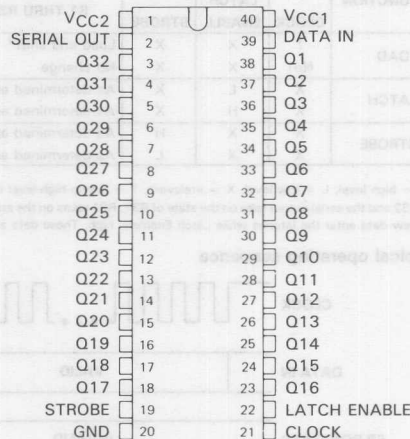 VCC2 1 40 VCC1
SERIAL OUT 2 39 DATA IN
Q32 3 38 Q1
Q31 4 37 Q2
Q30 5 36 Q3
Q29 6 35 Q4
Q28 7 34 Q5
Q27 8 33 Q6
Q26 9 32 Q7
Q25 10 31 Q8
Q24 11 30 Q9
Q23 12 29 Q10
Q22 13 28 Q11
Q21 14 27 Q12
Q20 15 26 Q13
Q19 16 25 Q14
Q18 17 24 Q15
Q17 18 23 Q16
STROBE 19 22 LATCH ENABLE
GND 20 21 CLOCK